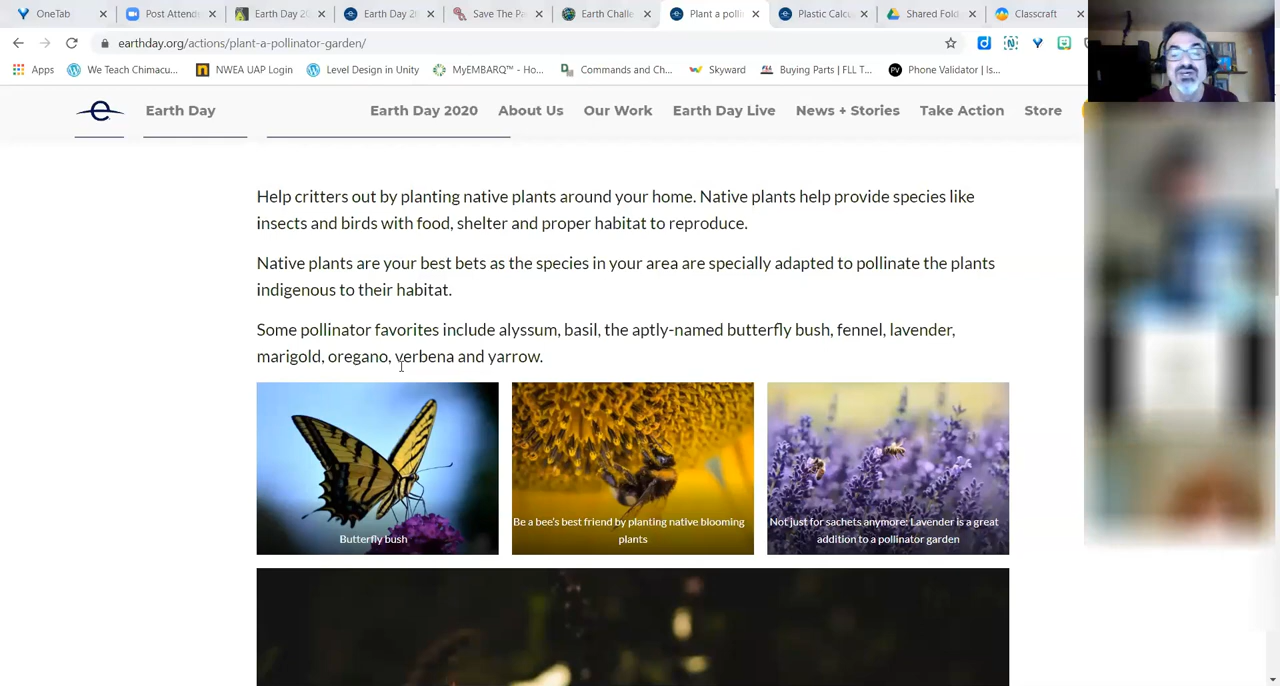 OneTab
Post Attends
Earth Day 20
Earth Day 20
Save The Pa
Earth Challe
Plant a polli
Plastic Calcu
Shared Fold
Classcraft
earthday.org/actions/plant-a-pollinator-garden/
Apps
We Teach Chimacu...
NWEA UAP Login
Level Design in Unity
MyEMBARQ™ - Ho...
Commands and Ch...
Skyward
Buying Parts | FLL T...
Phone Validator | Is...
Earth Day
Earth Day 2020
About Us
Our Work
Earth Day Live
News + Stories
Take Action
Store
Help critters out by planting native plants around your home. Native plants help provide species like
insects and birds with food, shelter and proper habitat to reproduce.
Native plants are your best bets as the species in your area are specially adapted to pollinate the plants
indigenous to their habitat.
Some pollinator favorites include alyssum, basil, the aptly-named butterfly bush, fennel, lavender,
marigold, oregano, verbena and yarrow.
Butterfly bush
Be a bee's best friend by planting native blooming
plants
Not just for sachets anymore: Lavender is a great
addition to a pollinator garden